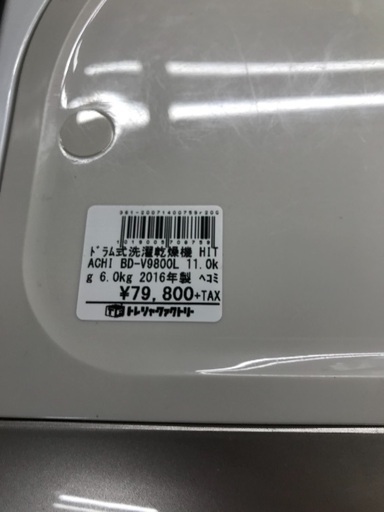 ﾄﾞﾗﾑ式洗濯乾燥機 HIT
ACHI BD-V9800L 11.0k
g 6.0kg 2016年製 ﾍｺﾐ
¥79,800+TAX
トレジャーファクトリー